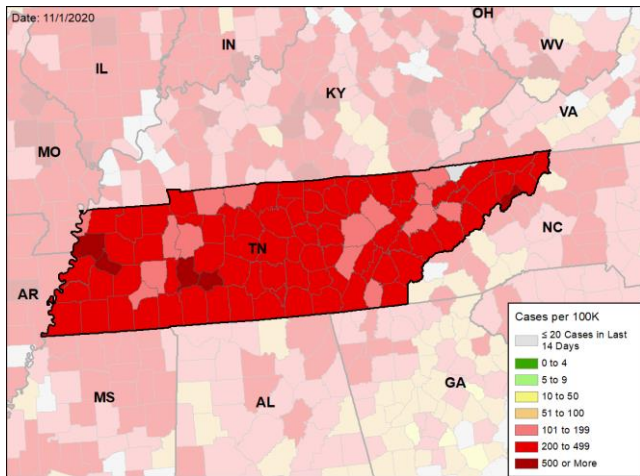 Date: 11/1/2020
OH
IN
WV
IL
KY
VA
MO
TN
NC
AR
MS
AL
GA
Cases per 100K
≤ 20 Cases in Last
14 Days
0 to 4
5 to 9
10 to 50
51 to 100
101 to 199
200 to 499
500 or More